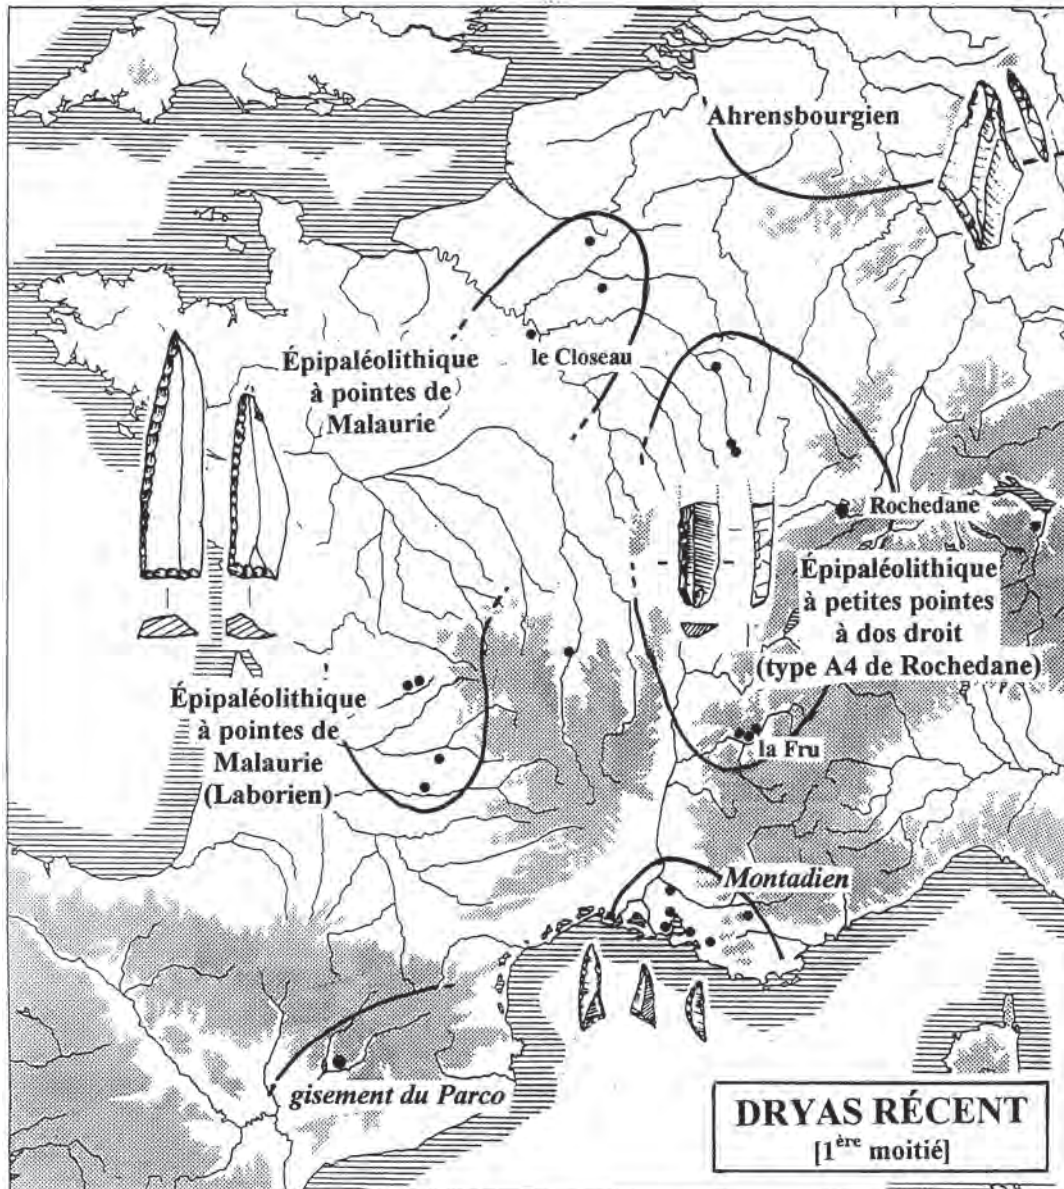 Ahrensbourgien
Épipaléolithique
à pointes de
Malaurie
le Closeau
Rochedane
Épipaléolithique
à petites pointes
à dos droit
(type A4 de Rochedane)
Épipaléolithique
à pointes de
Malaurie
(Laborien)
la Fru
Montadien
gisement du Parco
DRYAS RÉCENT
[1ère moitié]